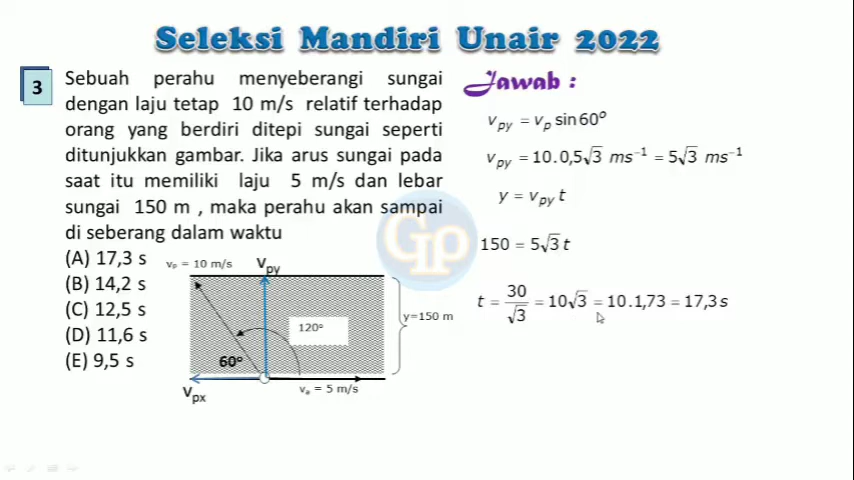 Seleksi Mandiri Unair 2022
3
Sebuah perahu menyeberangi sungai
dengan laju tetap 10 m/s relatif terhadap
orang yang berdiri ditepi sungai seperti
ditunjukkan gambar. Jika arus sungai pada
saat itu memiliki laju 5 m/s dan lebar
sungai 150 m , maka perahu akan sampai
di seberang dalam waktu
(A) 17,3 s
(B) 14,2 s
(C) 12,5 s
(D) 11,6 s
(E) 9,5 s
vₚ = 10 m/s
Vpy
120°
y=150 m
60°
Vpx
vₐ = 5 m/s
Jawab :
vpy = vp sin 60°
vpy = 10.0,5√3 ms⁻¹ = 5√3 ms⁻¹
y = vpy t
150 = 5√3 t
t = 30/√3 = 10√3 = 10.1,73 = 17,3 s
Gp